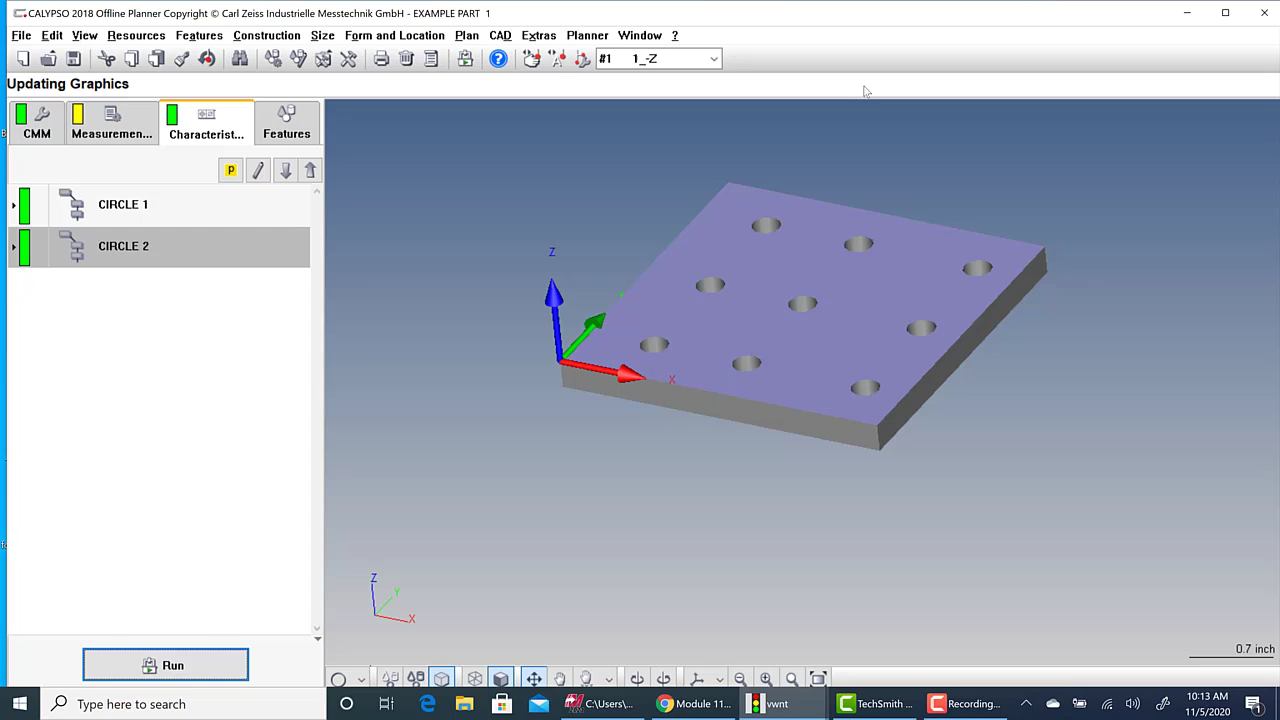 CALYPSO 2018 Offline Planner Copyright © Carl Zeiss Industrielle Messtechnik GmbH - EXAMPLE PART 1
File Edit View Resources Features Construction Size Form and Location Plan CAD Extras Planner Window ?
#1 1_-Z
Updating Graphics
CMM Measuremen... Characterist... Features
P
CIRCLE 1
CIRCLE 2
Z
Y
X
Z
Y
X
0.7 inch
Run
Type here to search
C:\Users\...
Module 11...
vwnt
TechSmith ...
Recording...
10:13 AM
11/5/2020